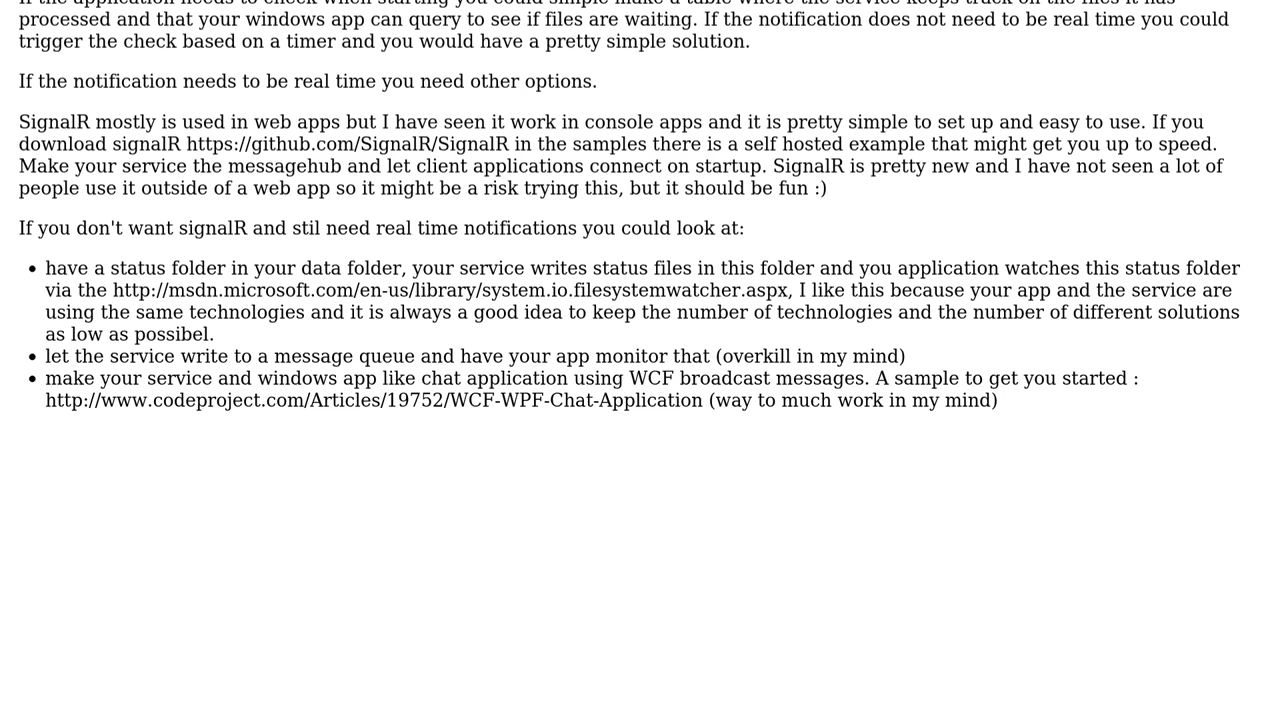 processed and that your windows app can query to see if files are waiting. If the notification does not need to be real time you could
trigger the check based on a timer and you would have a pretty simple solution.
If the notification needs to be real time you need other options.
SignalR mostly is used in web apps but I have seen it work in console apps and it is pretty simple to set up and easy to use. If you
download signalR https://github.com/SignalR/SignalR in the samples there is a self hosted example that might get you up to speed.
Make your service the messagehub and let client applications connect on startup. SignalR is pretty new and I have not seen a lot of
people use it outside of a web app so it might be a risk trying this, but it should be fun :)
If you don't want signalR and stil need real time notifications you could look at:
• have a status folder in your data folder, your service writes status files in this folder and you application watches this status folder
via the http://msdn.microsoft.com/en-us/library/system.io.filesystemwatcher.aspx, I like this because your app and the service are
using the same technologies and it is always a good idea to keep the number of technologies and the number of different solutions
as low as possibel.
• let the service write to a message queue and have your app monitor that (overkill in my mind)
• make your service and windows app like chat application using WCF broadcast messages. A sample to get you started :
http://www.codeproject.com/Articles/19752/WCF-WPF-Chat-Application (way to much work in my mind)